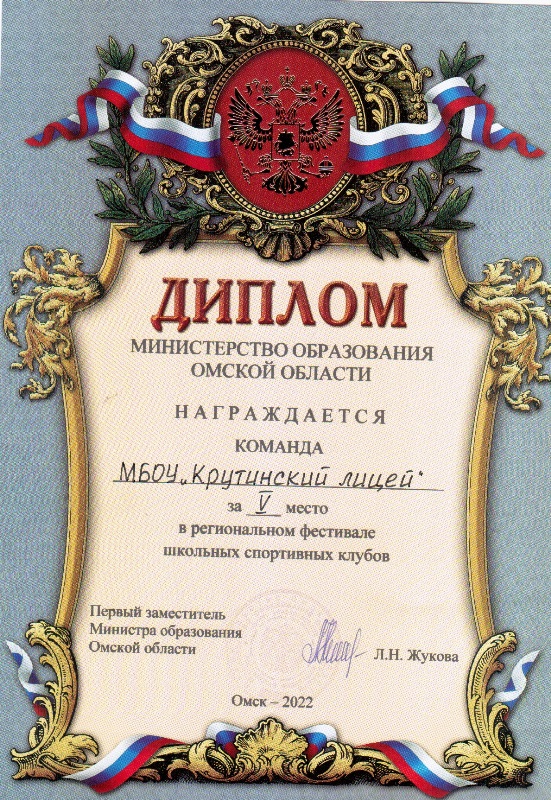 ДИПЛОМ
МИНИСТЕРСТВО ОБРАЗОВАНИЯ
ОМСКОЙ ОБЛАСТИ
НАГРАЖДАЕТСЯ
КОМАНДА
МБОУ „Крутинский лицей"
за V место
в региональном фестивале
школьных спортивных клубов
Первый заместитель
Министра образования
Омской области
Л.Н. Жукова
Омск – 2022